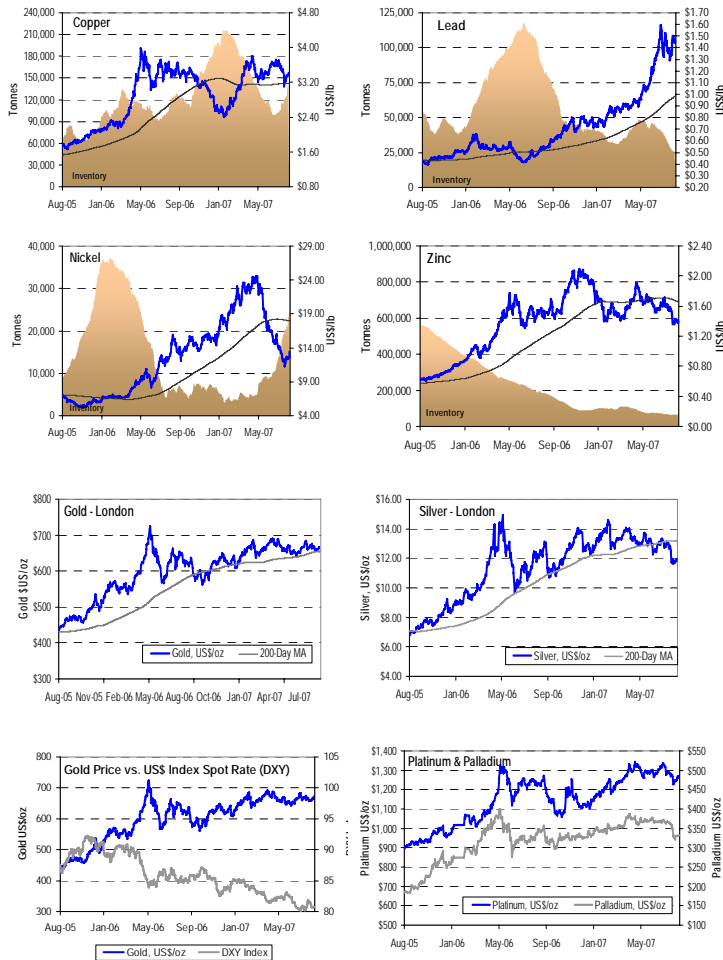 Copper
Tonnes
240,000
210,000
180,000
150,000
120,000
90,000
60,000
30,000
0
$4.80
$4.00
$3.20
$2.40
$1.60
$0.80
US$/lb
Inventory
Aug-05 Jan-06 May-06 Sep-06 Jan-07 May-07
Lead
Tonnes
125,000
100,000
75,000
50,000
25,000
0
$1.70
$1.60
$1.50
$1.40
$1.30
$1.20
$1.10
$1.00
$0.90
$0.80
$0.70
$0.60
$0.50
$0.40
$0.30
$0.20
US$/lb
Inventory
Aug-05 Jan-06 May-06 Sep-06 Jan-07 May-07
Nickel
Tonnes
40,000
30,000
20,000
10,000
0
$29.00
$24.00
$19.00
$14.00
$9.00
$4.00
US$/lb
Inventory
Aug-05 Jan-06 May-06 Sep-06 Jan-07 May-07
Zinc
Tonnes
1,000,000
800,000
600,000
400,000
200,000
0
$2.40
$2.00
$1.60
$1.20
$0.80
$0.40
$0.00
US$/lb
Inventory
Aug-05 Jan-06 May-06 Sep-06 Jan-07 May-07
Gold - London
Gold $US/oz
$800
$700
$600
$500
$400
$300
Gold, US$/oz 200-Day MA
Aug-05 Nov-05 Feb-06 May-06 Aug-06 Oct-06 Jan-07 Apr-07 Jul-07
Silver - London
Silver, US$/oz
$16.00
$14.00
$12.00
$10.00
$8.00
$6.00
$4.00
Silver, US$/oz 200-Day MA
Aug-05 Jan-06 May-06 Sep-06 Jan-07 May-07
Gold Price vs. US$ Index Spot Rate (DXY)
Gold US$/oz
800
700
600
500
400
300
105
100
95
90
85
80
Aug-05 Jan-06 May-06 Sep-06 Jan-07 May-07
Gold, US$/oz DXY Index
Platinum & Palladium
Platinum US$/oz
$1,400
$1,300
$1,200
$1,100
$1,000
$900
$800
$700
$600
$500
$550
$500
$450
$400
$350
$300
$250
$200
$150
$100
Palladium US$/oz
Platinum, US$/oz Palladium, US$/oz
Aug-05 Jan-06 May-06 Sep-06 Jan-07 May-07